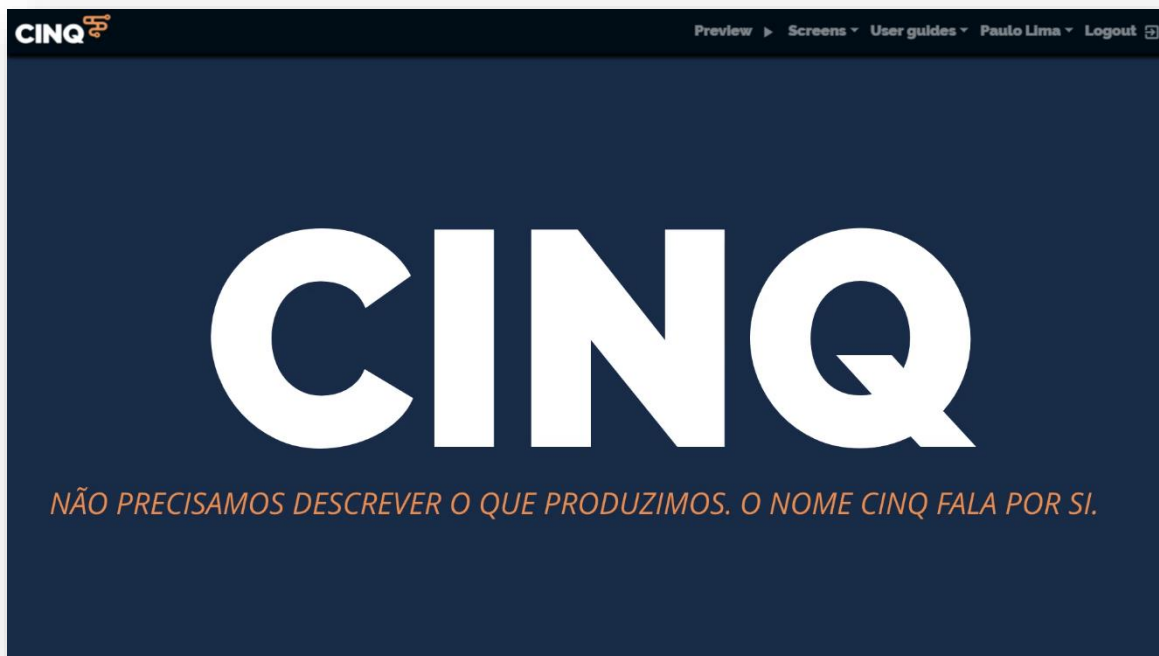 CINQ
Preview Screens User guides Paulo Lima Logout
CINQ
NÃO PRECISAMOS DESCREVER O QUE PRODUZIMOS. O NOME CINQ FALA POR SI.